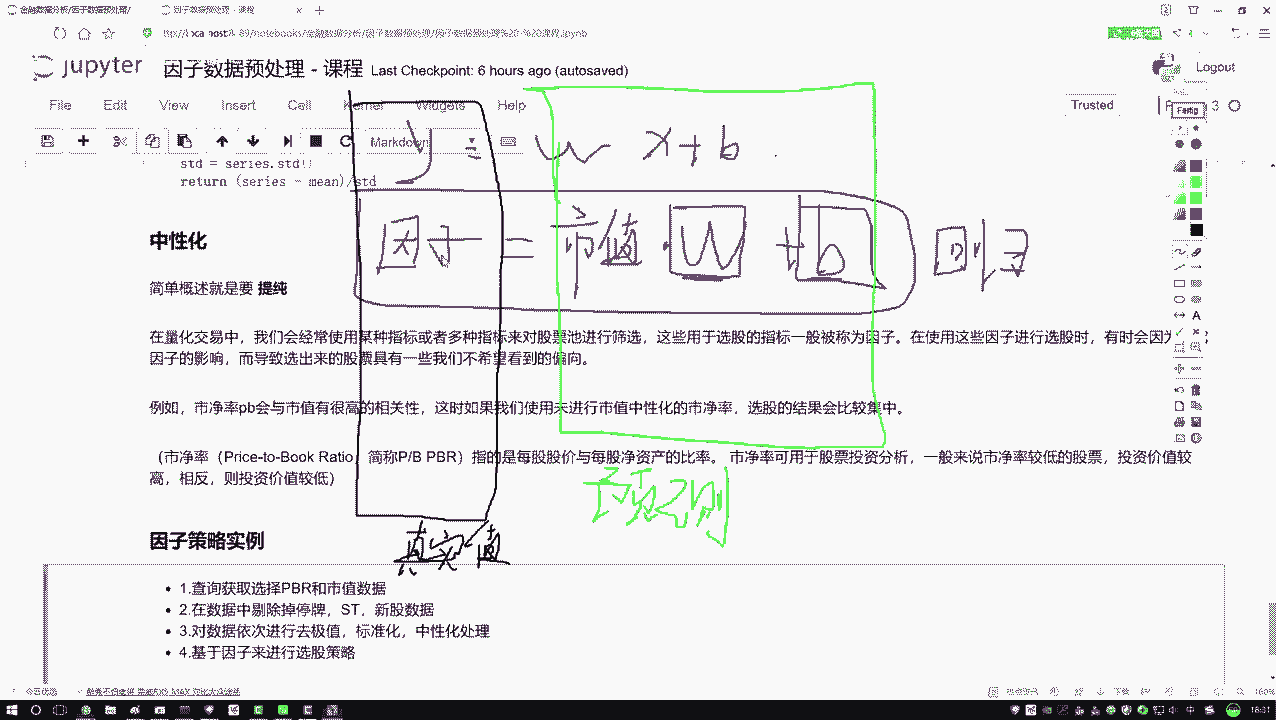 因子数据预处理 - 课程
jupyter 因子数据预处理 - 课程 Last Checkpoint: 6 hours ago (autosaved) Logout
File Edit View Insert Cell Kernel Widgets Help Trusted 3
Markdown Fertig
y = w x + b
std = series.std()
return (series - mean)/std
因子 = 市值 · W + b 回归
中性化
简单概述就是要 提纯
在量化交易中，我们会经常使用某种指标或者多种指标来对股票池进行筛选，这些用于选股的指标一般被称为因子。在使用这些因子进行选股时，有时会因为
因子的影响，而导致选出来的股票具有一些我们不希望看到的偏向。
例如，市净率pb会与市值有很高的相关性，这时如果我们使用未进行市值中性化的市净率，选股的结果会比较集中。
（市净率（Price-to-Book Ratio 简称P/B PBR）指的是每股股价与每股净资产的比率。 市净率可用于股票投资分析，一般来说市净率较低的股票，投资价值较
高，相反，则投资价值较低）
预测
真实值
因子策略实例
1.查询获取选择PBR和市值数据
2.在数据中剔除掉停牌，ST，新股数据
3.对数据依次进行去极值，标准化，中性化处理
4.基于因子来进行选股策略